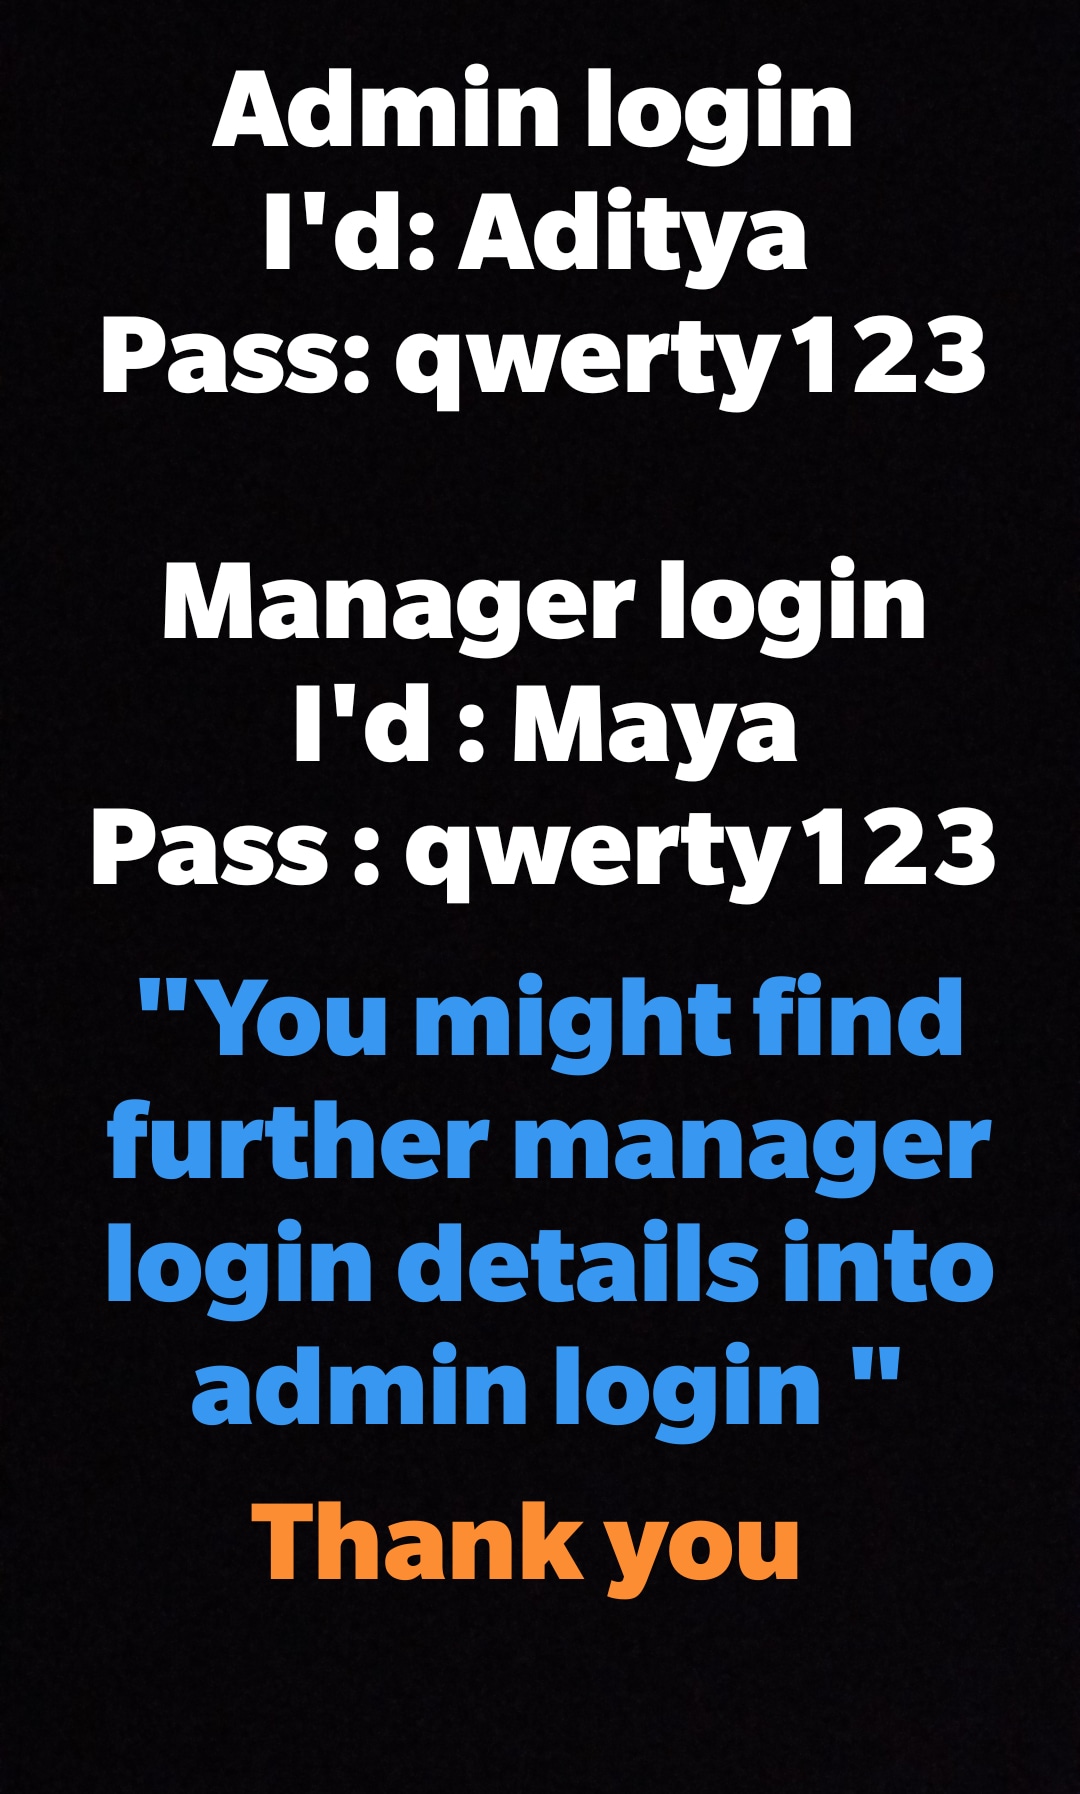 Admin login
I'd: Aditya
Pass: qwerty123
Manager login
I'd : Maya
Pass : qwerty123
"You might find
further manager
login details into
admin login "
Thank you